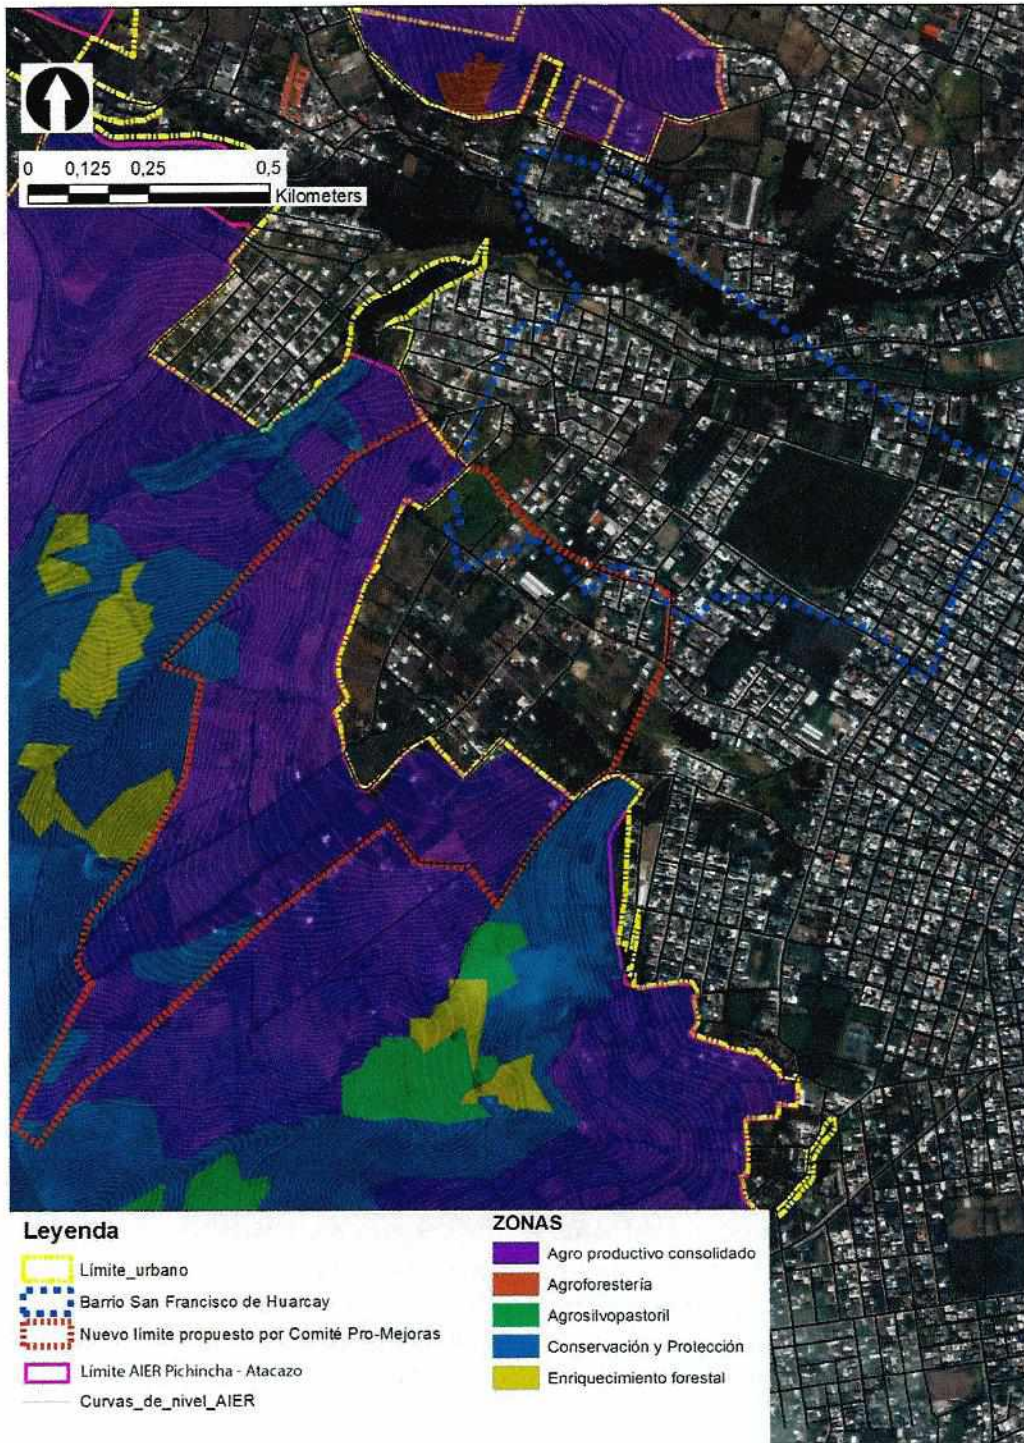 0 0,125 0,25 0,5
Kilometers
Leyenda
Límite_urbano
Barrio San Francisco de Huarcay
Nuevo límite propuesto por Comité Pro-Mejoras
Límite AIER Pichincha - Atacazo
Curvas_de_nivel_AIER
ZONAS
Agro productivo consolidado
Agroforestería
Agrosilvopastoril
Conservación y Protección
Enriquecimiento forestal